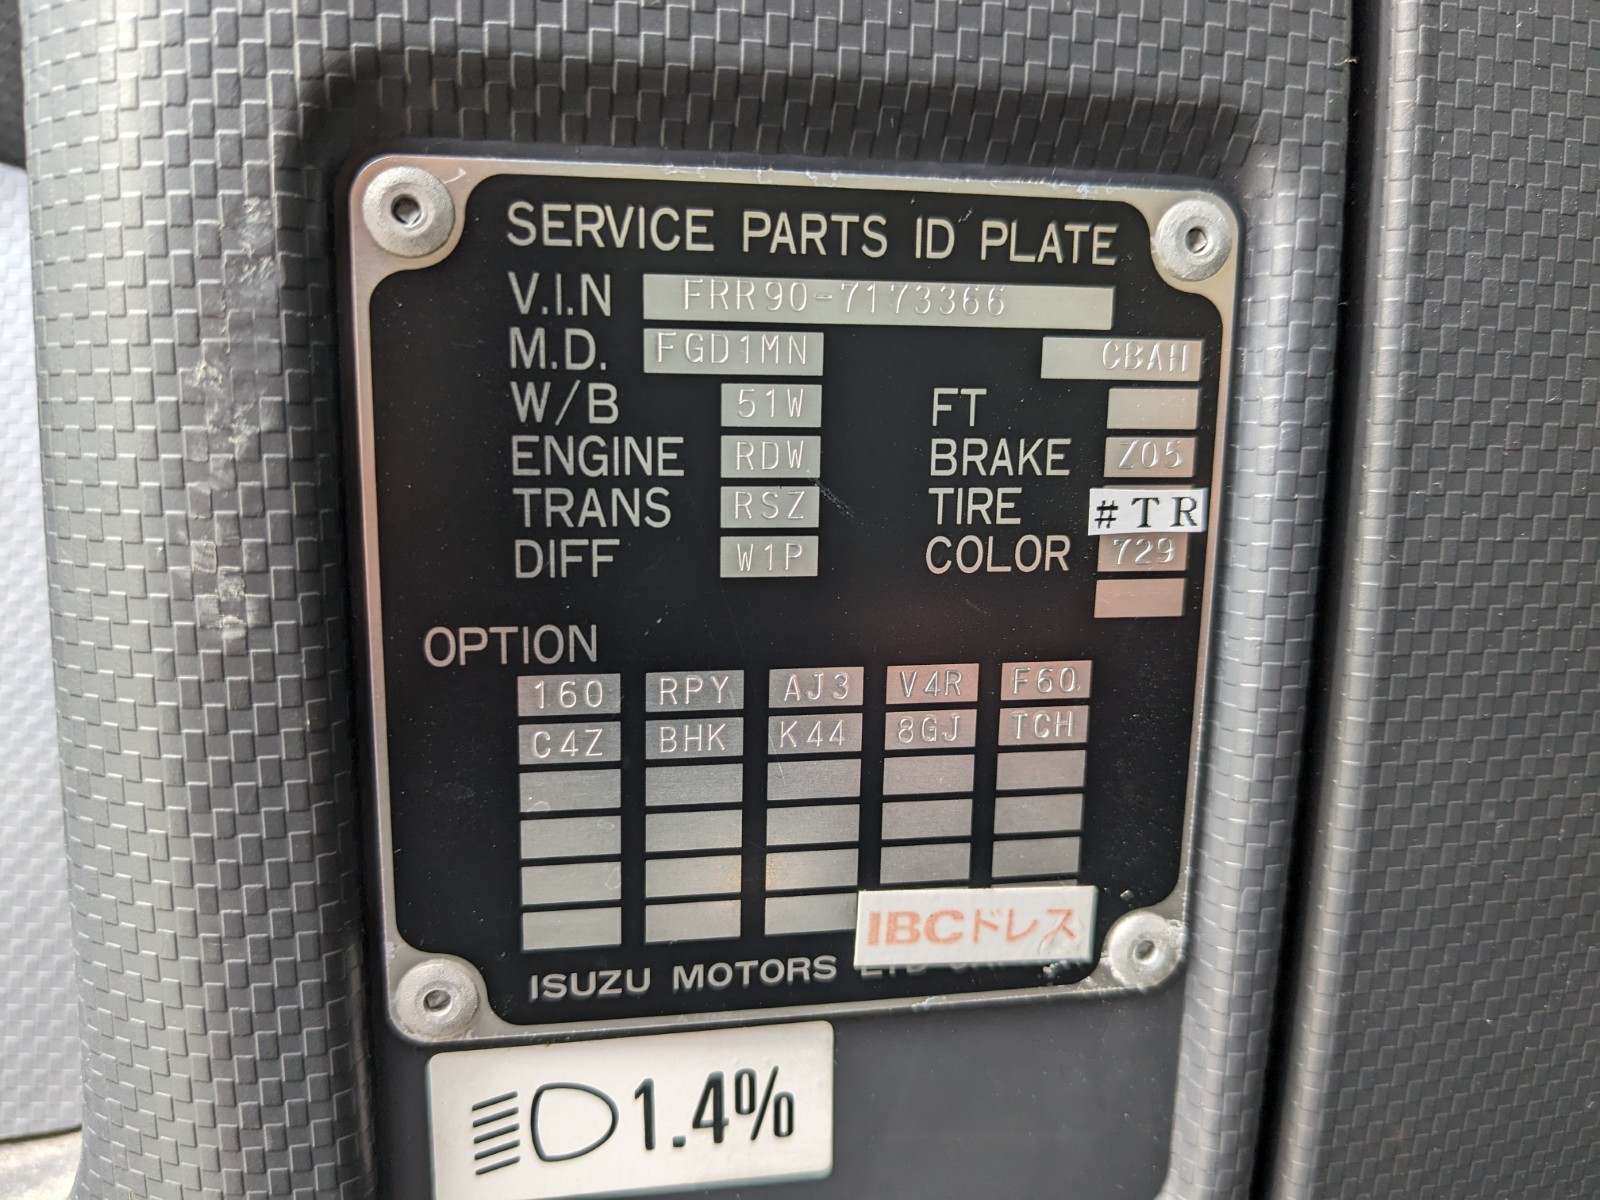 SERVICE PARTS ID PLATE
V.I.N FRR90-7173366
M.D. FGD1MN CBAH
W/B 51W FT
ENGINE RDW BRAKE Z05
TRANS RSZ TIRE #TR
DIFF W1P COLOR 729
OPTION
160 RPY AJ3 V4R F60
C4Z BHK K44 8GJ TCH
IBCドレス
ISUZU MOTORS
1.4%